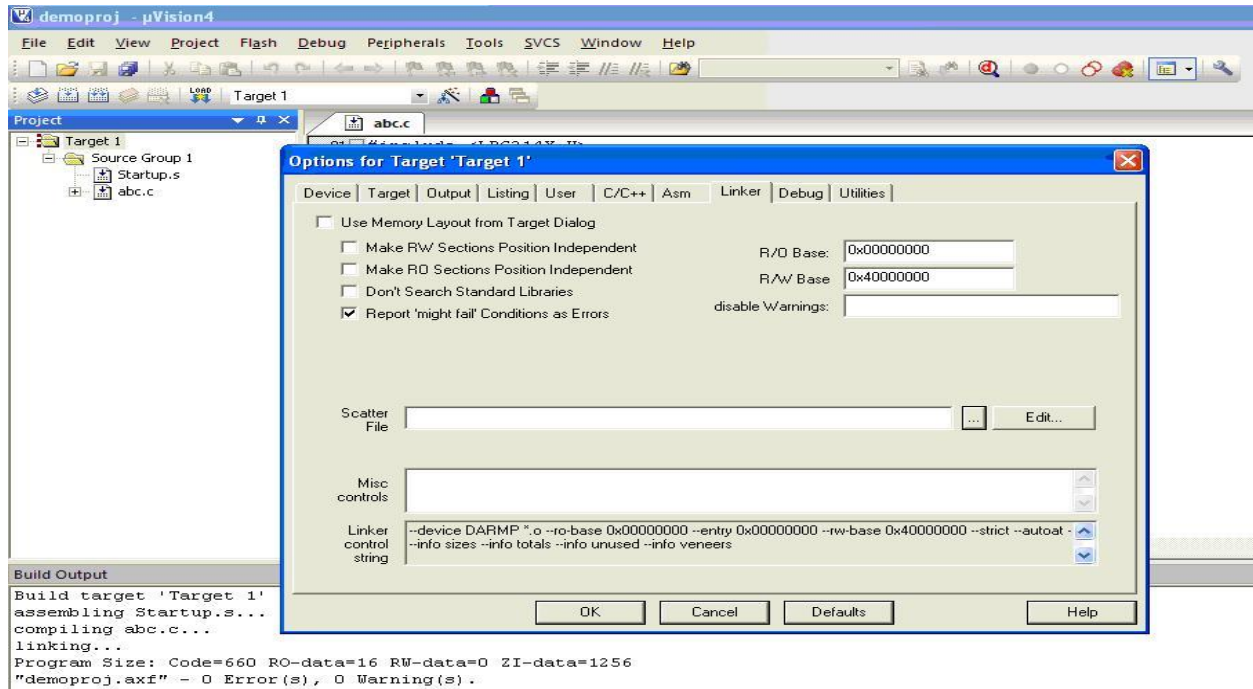 demoproj - µVision4
File Edit View Project Flash Debug Peripherals Tools SVCS Window Help
LOAD Target 1
Project
abc.c
Target 1
Source Group 1
Startup.s
abc.c
01 #include <LPC214X.H>
Options for Target 'Target 1'
Device Target Output Listing User C/C++ Asm Linker Debug Utilities
Use Memory Layout from Target Dialog
Make RW Sections Position Independent
Make RO Sections Position Independent
Don't Search Standard Libraries
Report 'might fail' Conditions as Errors
R/O Base: 0x00000000
R/W Base 0x40000000
disable Warnings:
Scatter
File
... Edit...
Misc
controls
Linker
control
string
--device DARMP *.o --ro-base 0x00000000 --entry 0x00000000 --rw-base 0x40000000 --strict --autoat -
--info sizes --info totals --info unused --info veneers
OK Cancel Defaults Help
Build Output
Build target 'Target 1'
assembling Startup.s...
compiling abc.c...
linking...
Program Size: Code=660 RO-data=16 RW-data=0 ZI-data=1256
"demoproj.axf" - 0 Error(s), 0 Warning(s).